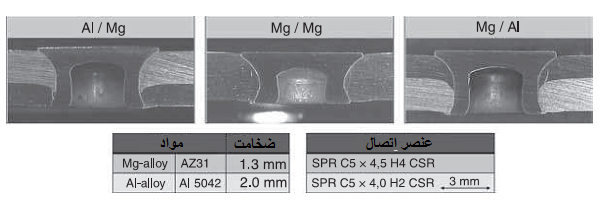 Al / Mg
Mg / Mg
Mg / Al
مواد
ضخامت
Mg-alloy AZ31 1.3 mm
Al-alloy Al 5042 2.0 mm
عنصر اتصال
SPR C5 × 4,5 H4 CSR
SPR C5 × 4,0 H2 CSR
3 mm